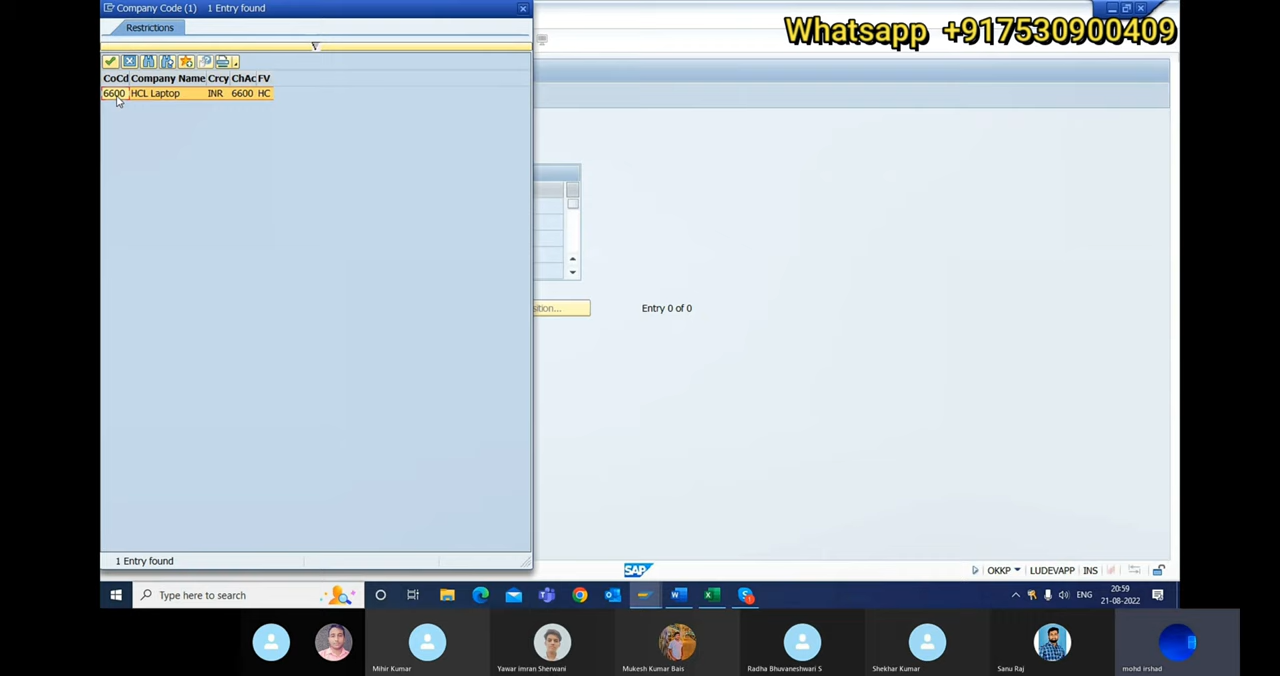 Company Code (1) 1 Entry found
Whatsapp +917530900409
Restrictions
CoCd Company Name Crcy ChAc FV
6600 HCL Laptop INR 6600 HC
Entry 0 of 0
1 Entry found
SAP
OKKP LUDEVAPP INS
Type here to search
ENG
20:59
21-08-2022
Mihir Kumar
Yawar imran Sherwani
Mukesh Kumar Bais
Radha Bhuvaneshwari S
Shekhar Kumar
Sanu Raj
mohd irshad